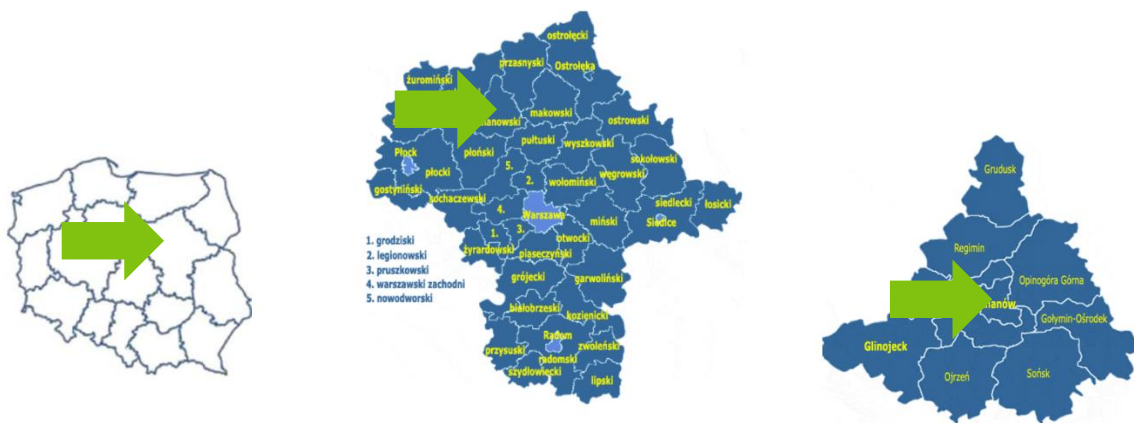 ostrołęcki
przasnyski
Ostrołęka
żuromiński
makowski
ostrowski
pułtuski
wyszkowski
Płock
płoński
płocki
5.
sokołowski
węgrowski
2.
wołomiński
gostyniński
sochaczewski
4.
Warszawa
siedlecki
łosicki
Siedlce
miński
1. grodziski
2. legionowski
3. pruszkowski
4. warszawski zachodni
5. nowodworski
1.
3.
otwocki
żyrardowski
piaseczyński
grójecki
garwoliński
białobrzeski
kozienicki
Radom
zwoleński
przysuski
radomski
szydłowiecki
lipski
Grudusk
Regimin
Opinogóra Górna
Gołymin-Ośrodek
Glinojeck
Ojrzeń
Sońsk